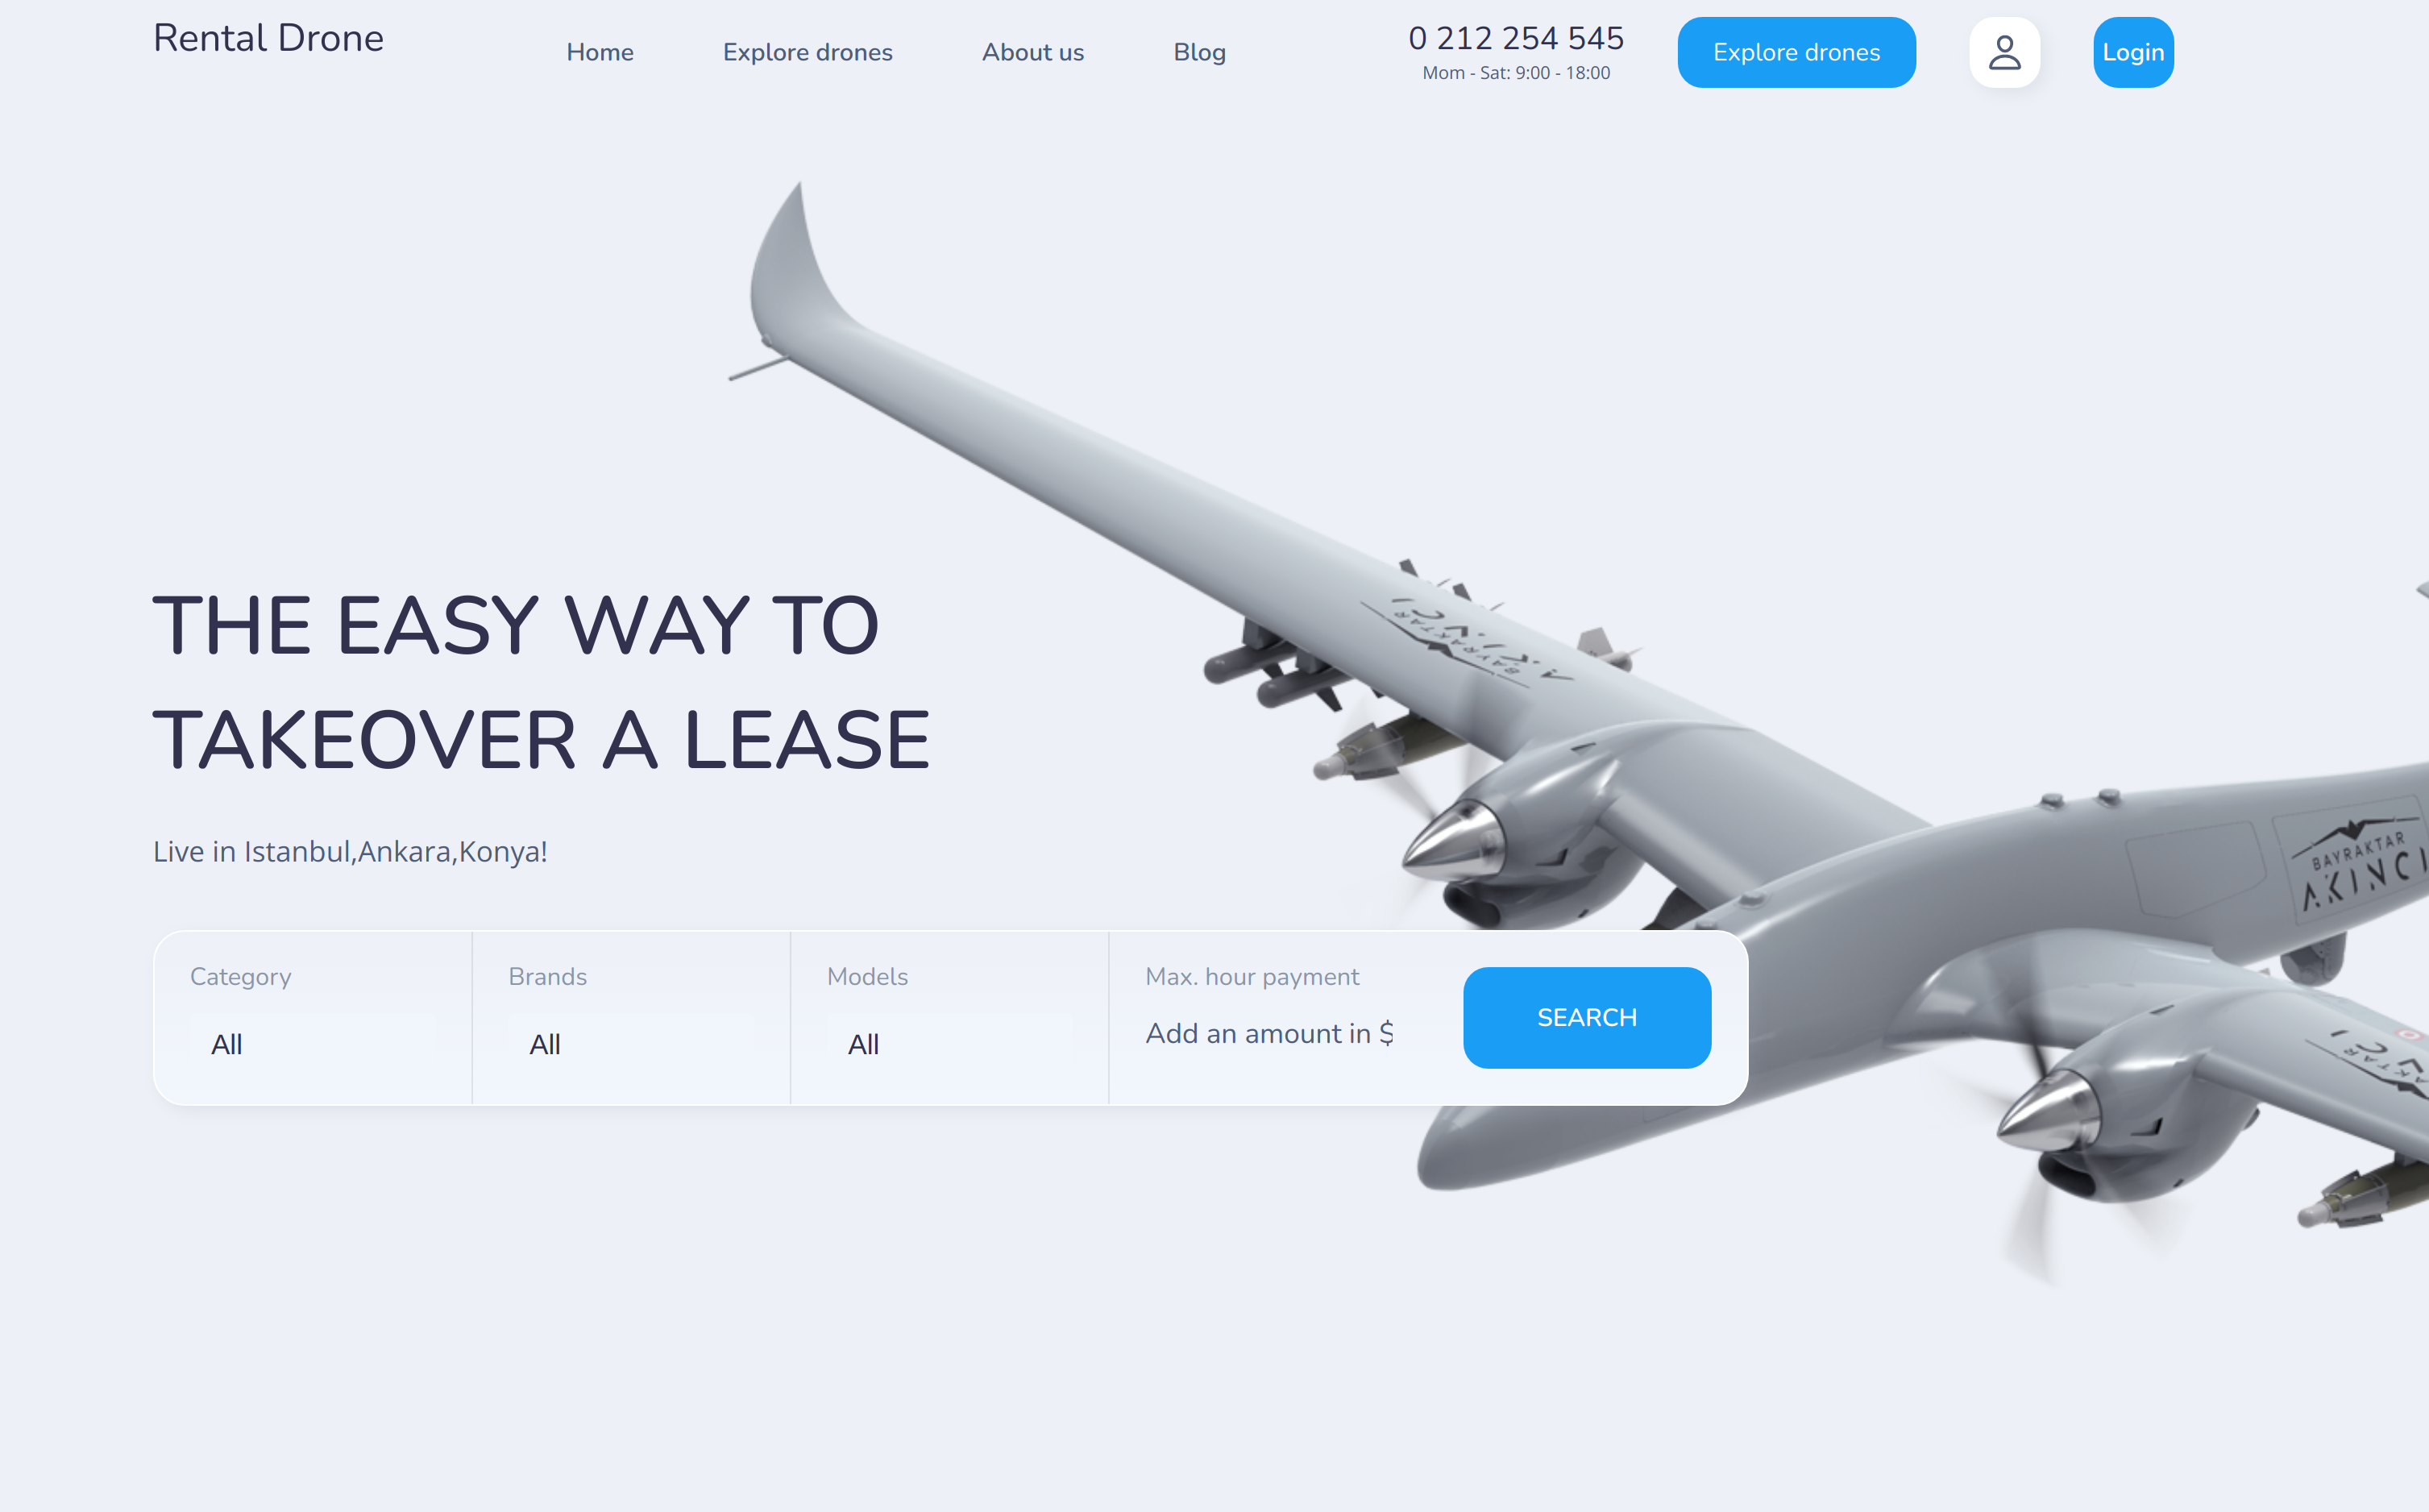 Rental Drone
Home
Explore drones
About us
Blog
0 212 254 545
Mom - Sat: 9:00 - 18:00
Explore drones
Login
THE EASY WAY TO
TAKEOVER A LEASE
Live in Istanbul,Ankara,Konya!
Category
All
Brands
All
Models
All
Max. hour payment
Add an amount in $
SEARCH
BAYRAKTAR
AKINCI
BAYRAKTAR
AKINCI